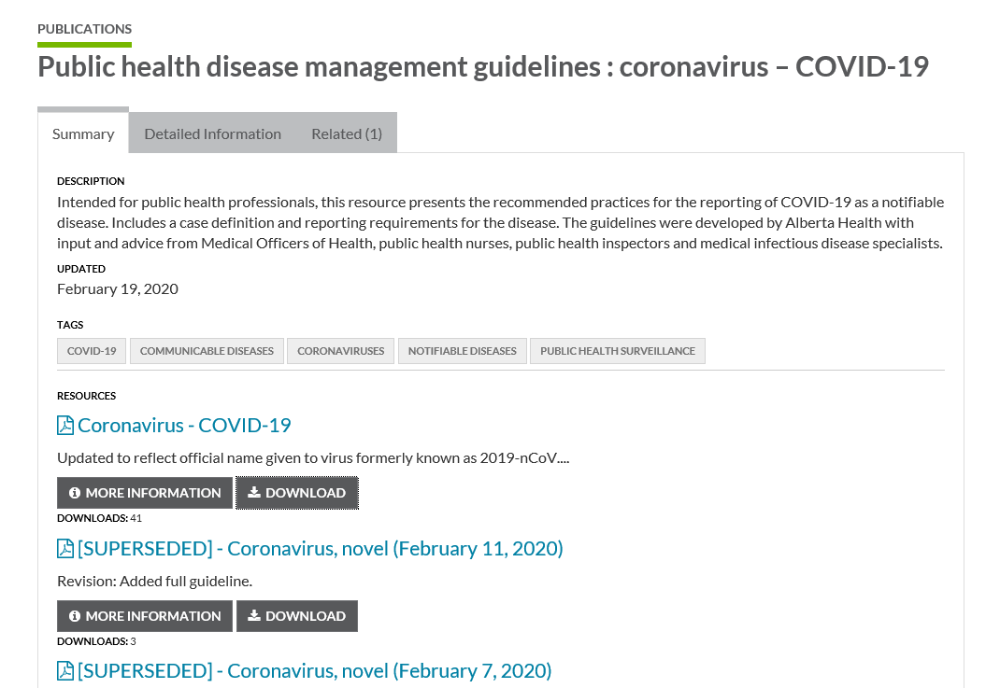 PUBLICATIONS
Public health disease management guidelines : coronavirus – COVID-19
Summary Detailed Information Related (1)
DESCRIPTION
Intended for public health professionals, this resource presents the recommended practices for the reporting of COVID-19 as a notifiable
disease. Includes a case definition and reporting requirements for the disease. The guidelines were developed by Alberta Health with
input and advice from Medical Officers of Health, public health nurses, public health inspectors and medical infectious disease specialists.
UPDATED
February 19, 2020
TAGS
COVID-19 COMMUNICABLE DISEASES CORONAVIRUSES NOTIFIABLE DISEASES PUBLIC HEALTH SURVEILLANCE
RESOURCES
Coronavirus - COVID-19
Updated to reflect official name given to virus formerly known as 2019-nCoV....
MORE INFORMATION DOWNLOAD
DOWNLOADS: 41
[SUPERSEDED] - Coronavirus, novel (February 11, 2020)
Revision: Added full guideline.
MORE INFORMATION DOWNLOAD
DOWNLOADS: 3
[SUPERSEDED] - Coronavirus, novel (February 7, 2020)